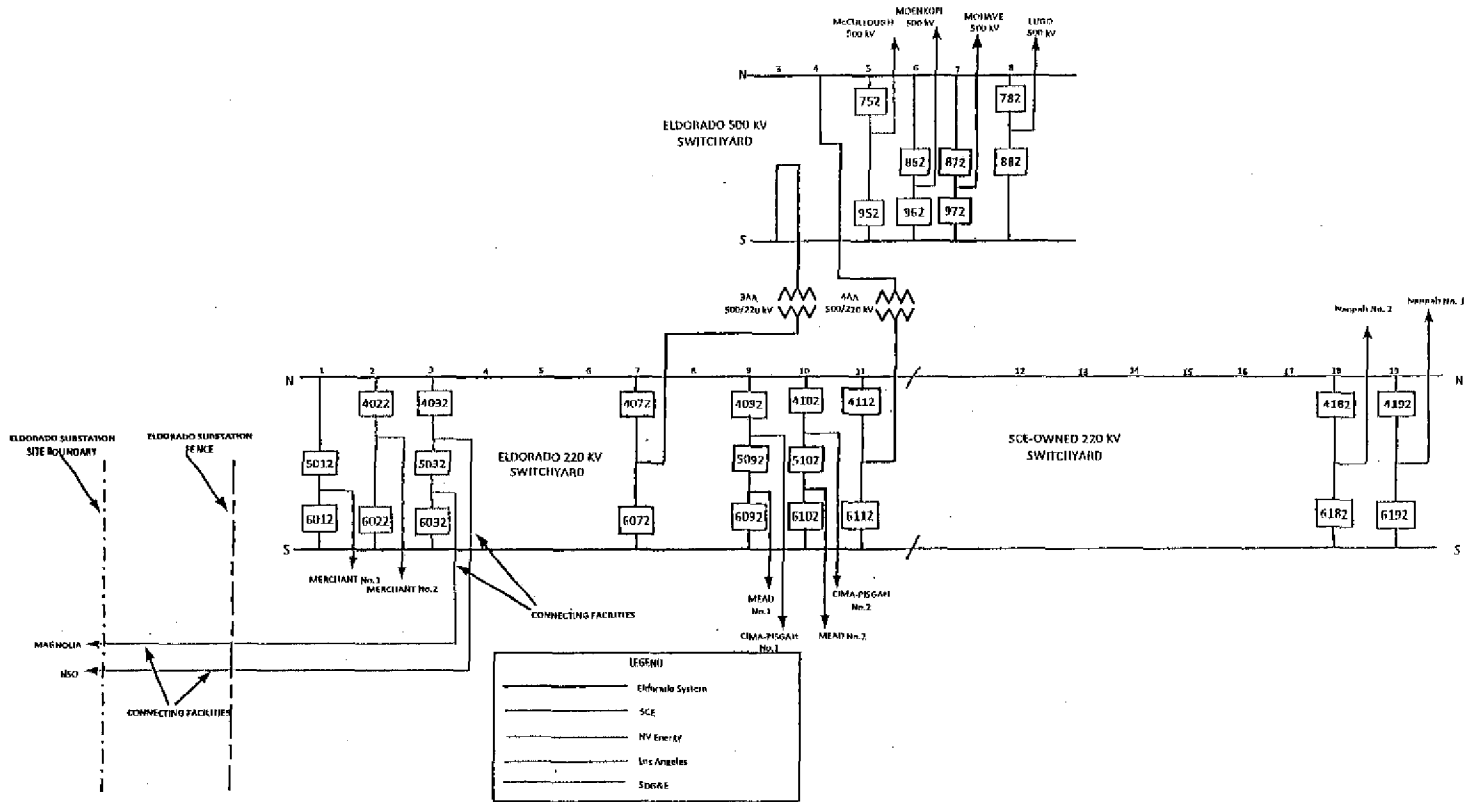 McCULLOUGH
500 kV
MOENKOPI
500 kV
MOHAVE
500 kV
LUGO
500 kV
N
3
4
5
6
7
8
752
782
ELDORADO 500 kV
SWITCHYARD
862
872
882
952
962
972
S
3AA
500/220 kV
4AA
500/220 kV
N
1
2
3
4
5
6
7
8
9
10
11
12
13
14
15
16
17
18
N
4022
4032
4072
4092
4102
4112
4182
4192
ELDORADO SUBSTATION
SITE BOUNDARY
ELDORADO SUBSTATION
FENCE
5012
5032
ELDORADO 220 KV
SWITCHYARD
5092
5102
SCE-OWNED 220 KV
SWITCHYARD
6012
6022
6032
6072
6092
6102
6112
6182
6192
S
S
MERCHANT No.1
MERCHANT No.2
CONNECTING FACILITIES
MEAD
No.1
CIMA-PISGAH
No.1
MEAD No.2
CIMA-PISGAH
No.2
MAGNOLIA
NSO
CONNECTING FACILITIES
LEGEND
Eldorado System
SCE
NV Energy
Los Angeles
SDG&E